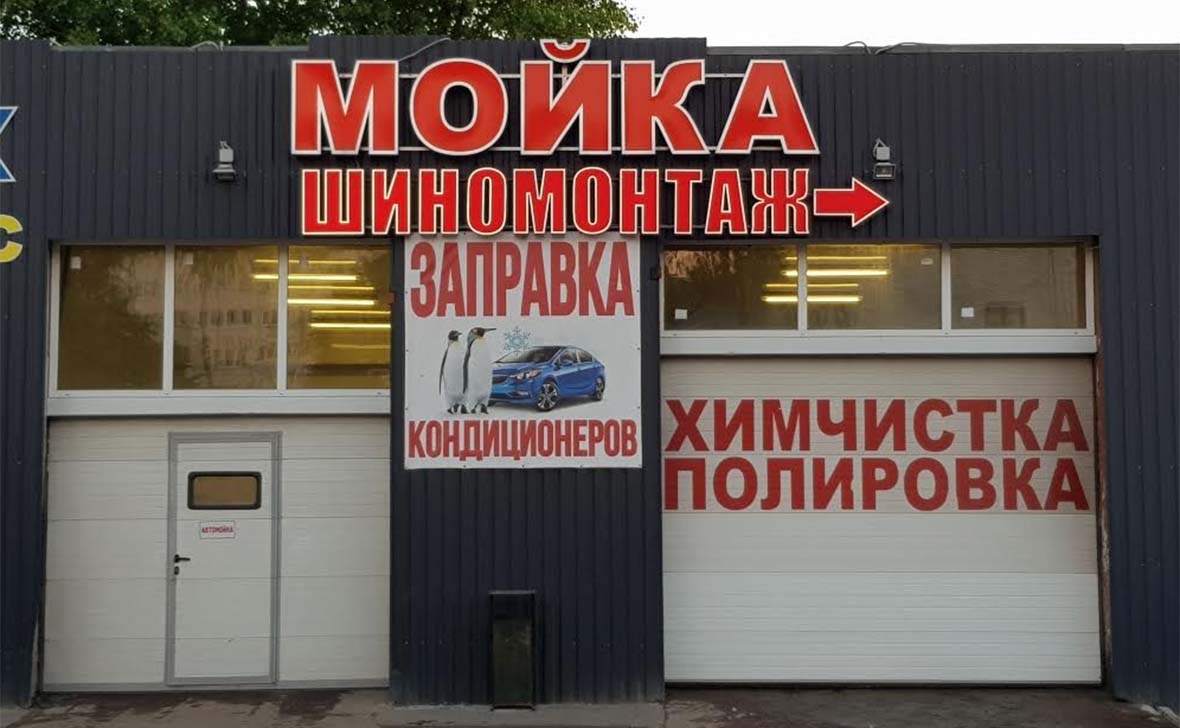 МОЙКА
ШИНОМОНТАЖ
ЗАПРАВКА
КОНДИЦИОНЕРОВ
ХИМЧИСТКА
ПОЛИРОВКА
АВТОМОЙКА